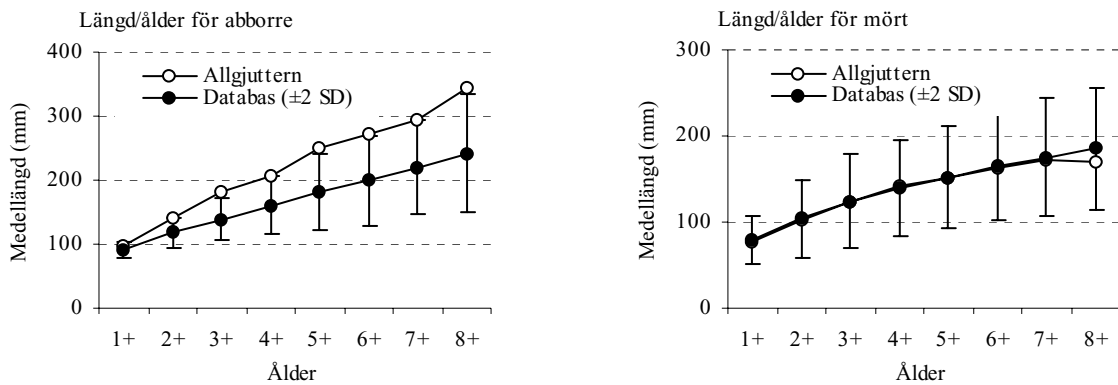 Längd/ålder för abborre
400
300
200
100
0
Medellängd (mm)
Allgjuttern
Databas (±2 SD)
1+ 2+ 3+ 4+ 5+ 6+ 7+ 8+
Ålder
Längd/ålder för mört
300
200
100
0
Medellängd (mm)
Allgjuttern
Databas (±2 SD)
1+ 2+ 3+ 4+ 5+ 6+ 7+ 8+
Ålder